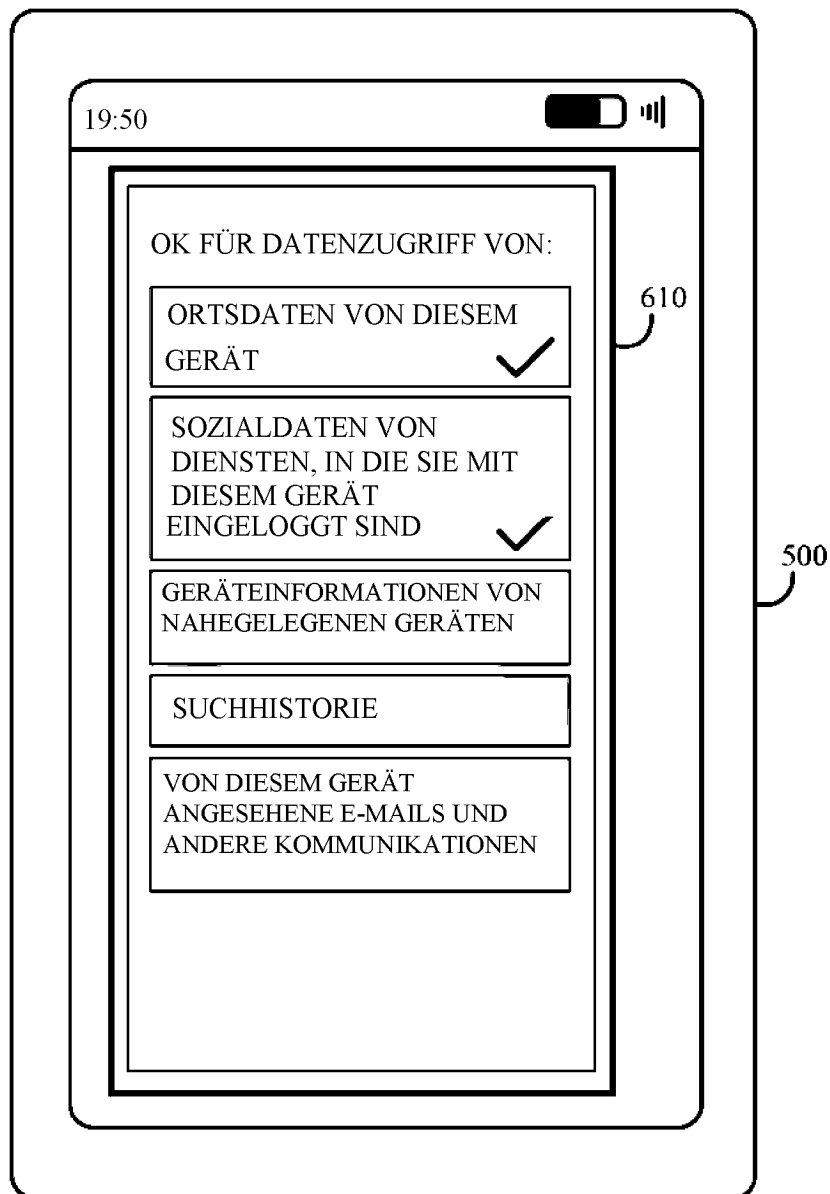 19:50
OK FÜR DATENZUGRIFF VON:
ORTSDATEN VON DIESEM
GERÄT
610
SOZIALDATEN VON
DIENSTEN, IN DIE SIE MIT
DIESEM GERÄT
EINGELOGGT SIND
500
GERÄTEINFORMATIONEN VON
NAHEGELEGENEN GERÄTEN
SUCHHISTORIE
VON DIESEM GERÄT
ANGESEHENE E-MAILS UND
ANDERE KOMMUNIKATIONEN